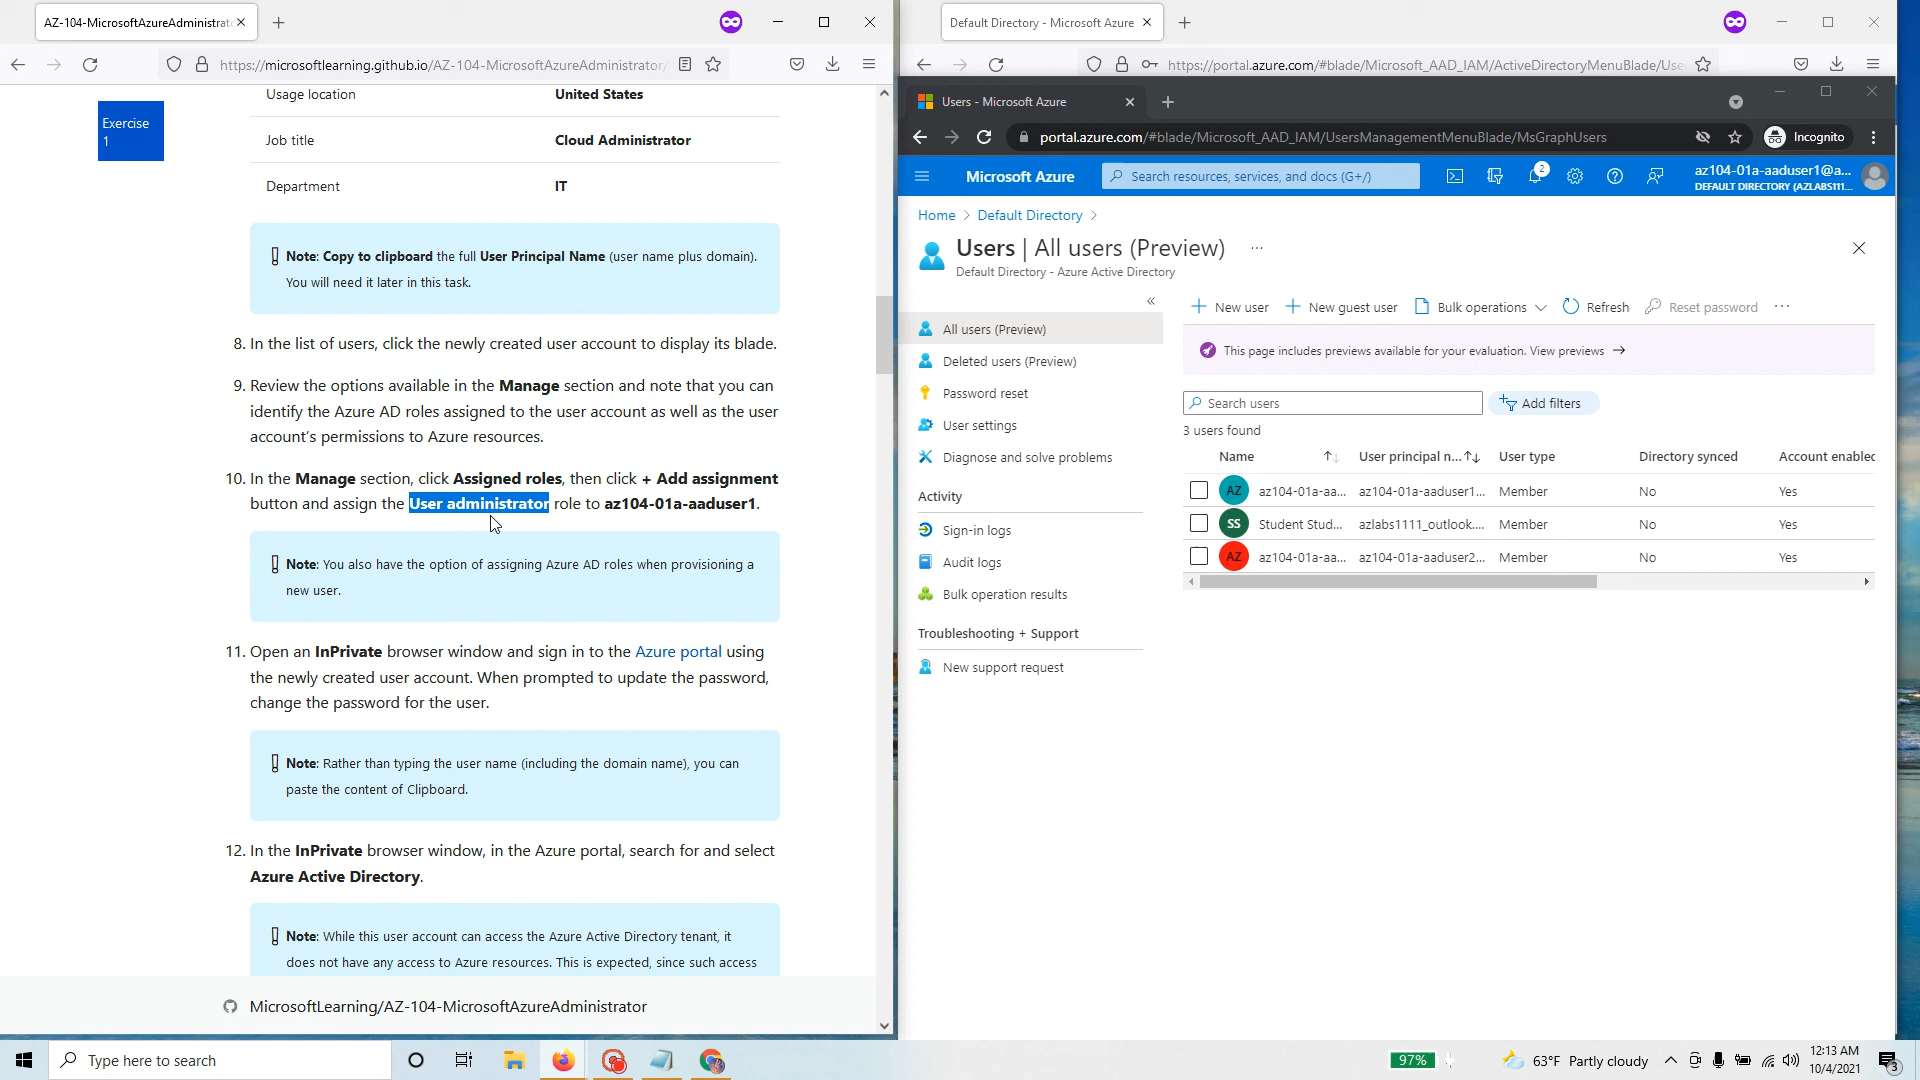 AZ-104-MicrosoftAzureAdministrat
https://microsoftlearning.github.io/AZ-104-MicrosoftAzureAdministrator/
Exercise
1
Usage location United States
Job title Cloud Administrator
Department IT
Note: Copy to clipboard the full User Principal Name (user name plus domain).
You will need it later in this task.
8. In the list of users, click the newly created user account to display its blade.
9. Review the options available in the Manage section and note that you can
identify the Azure AD roles assigned to the user account as well as the user
account's permissions to Azure resources.
10. In the Manage section, click Assigned roles, then click + Add assignment
button and assign the User administrator role to az104-01a-aaduser1.
Note: You also have the option of assigning Azure AD roles when provisioning a
new user.
11. Open an InPrivate browser window and sign in to the Azure portal using
the newly created user account. When prompted to update the password,
change the password for the user.
Note: Rather than typing the user name (including the domain name), you can
paste the content of Clipboard.
12. In the InPrivate browser window, in the Azure portal, search for and select
Azure Active Directory.
Note: While this user account can access the Azure Active Directory tenant, it
does not have any access to Azure resources. This is expected, since such access
MicrosoftLearning/AZ-104-MicrosoftAzureAdministrator
Default Directory - Microsoft Azure
https://portal.azure.com/#blade/Microsoft_AAD_IAM/ActiveDirectoryMenuBlade/Use
Users - Microsoft Azure
portal.azure.com/#blade/Microsoft_AAD_IAM/UsersManagementMenuBlade/MsGraphUsers
Incognito
Microsoft Azure
Search resources, services, and docs (G+/)
2
az104-01a-aaduser1@a...
DEFAULT DIRECTORY (AZLABS111...
Home > Default Directory >
Users | All users (Preview) ...
Default Directory - Azure Active Directory
All users (Preview)
Deleted users (Preview)
Password reset
User settings
Diagnose and solve problems
Activity
Sign-in logs
Audit logs
Bulk operation results
Troubleshooting + Support
New support request
New user New guest user Bulk operations Refresh Reset password ...
This page includes previews available for your evaluation. View previews →
Search users
Add filters
3 users found
Name User principal n... User type Directory synced Account enabled
AZ az104-01a-aa... az104-01a-aaduser1... Member No Yes
SS Student Stud... azlabs1111_outlook.... Member No Yes
AZ az104-01a-aa... az104-01a-aaduser2... Member No Yes
Type here to search
97%
63°F Partly cloudy
12:13 AM
10/4/2021
3